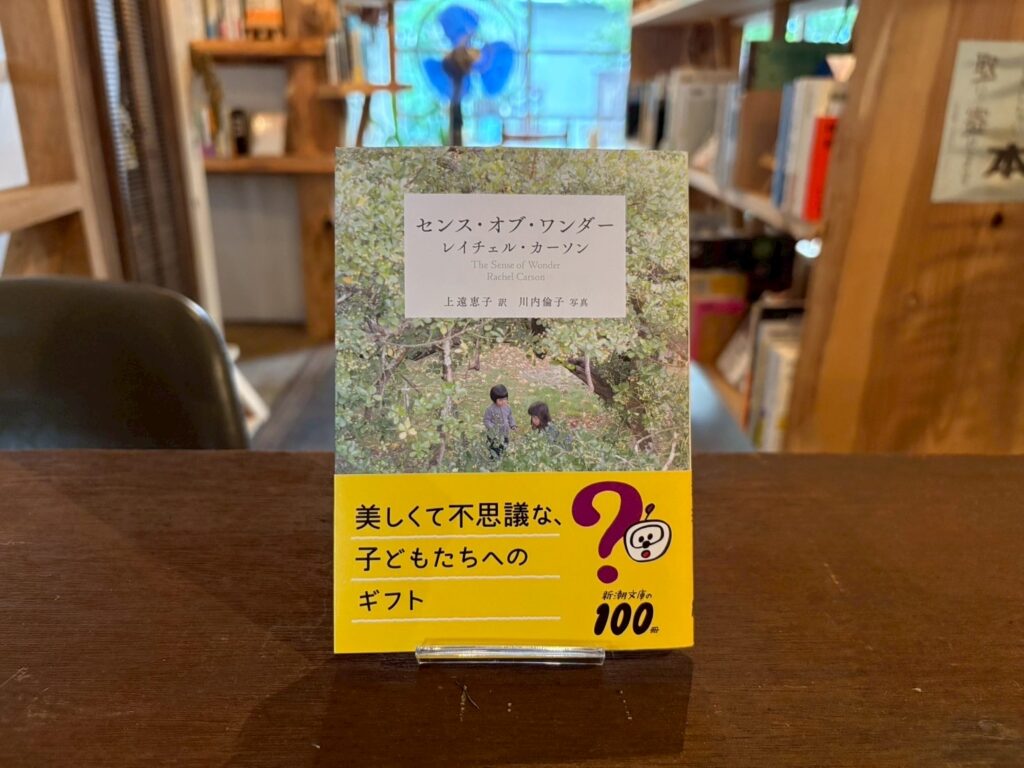 センス・オブ・ワンダー
レイチェル・カーソン
The Sense of Wonder
Rachel Carson
上遠恵子 訳 川内倫子 写真
美しくて不思議な、
子どもたちへの
ギフト
?
新潮文庫の
100冊
本